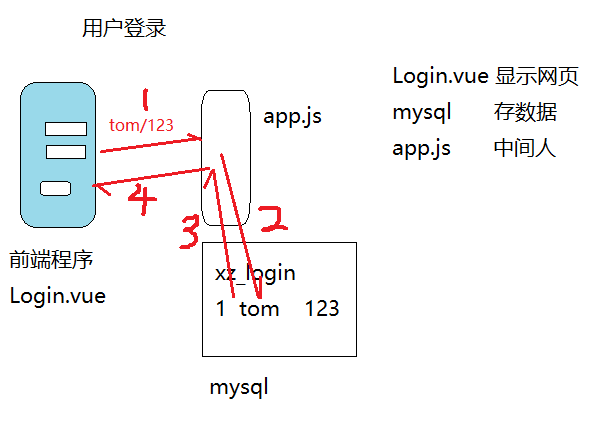 用户登录
Login.vue 显示网页
mysql 存数据
app.js 中间人
1
tom/123
app.js
4
3
2
前端程序
Login.vue
xz_login
1 tom 123
mysql